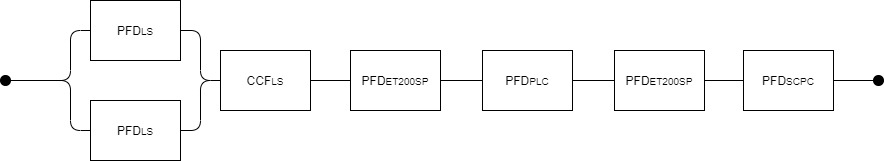 PFDLS
CCFLS
PFDET200SP
PFDPLC
PFDET200SP
PFDSCPC
PFDLS